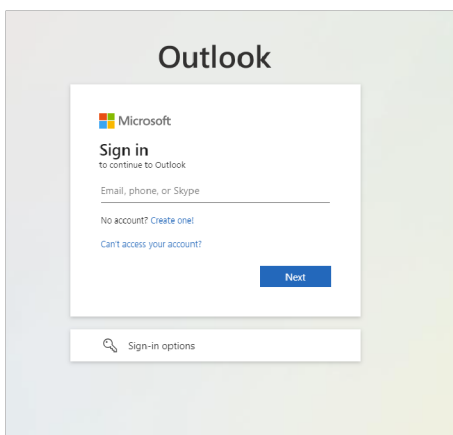 Outlook
Microsoft
Sign in
to continue to Outlook
Email, phone, or Skype
No account? Create one!
Can't access your account?
Next
Sign-in options